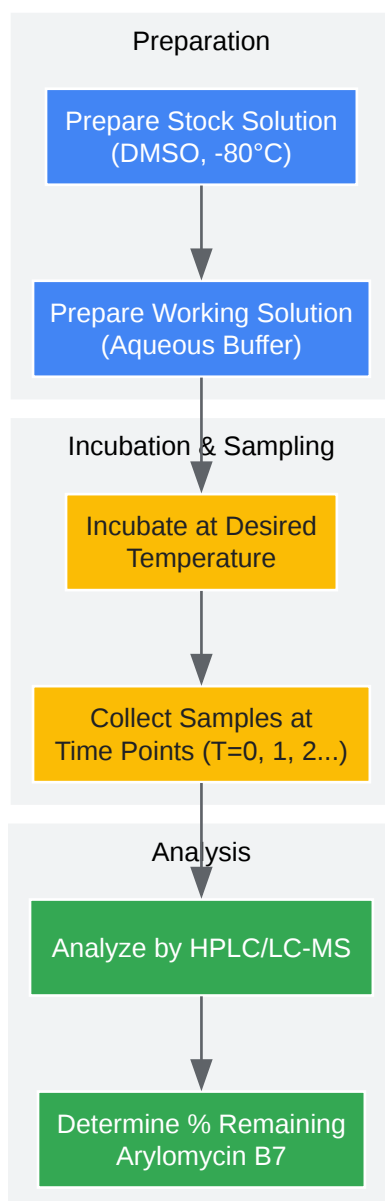 Preparation
Prepare Stock Solution
(DMSO, -80°C)
Prepare Working Solution
(Aqueous Buffer)
Incubation & Sampling
Incubate at Desired
Temperature
Collect Samples at
Time Points (T=0, 1, 2...)
Analysis
Analyze by HPLC/LC-MS
Determine % Remaining
Arylomycin B7